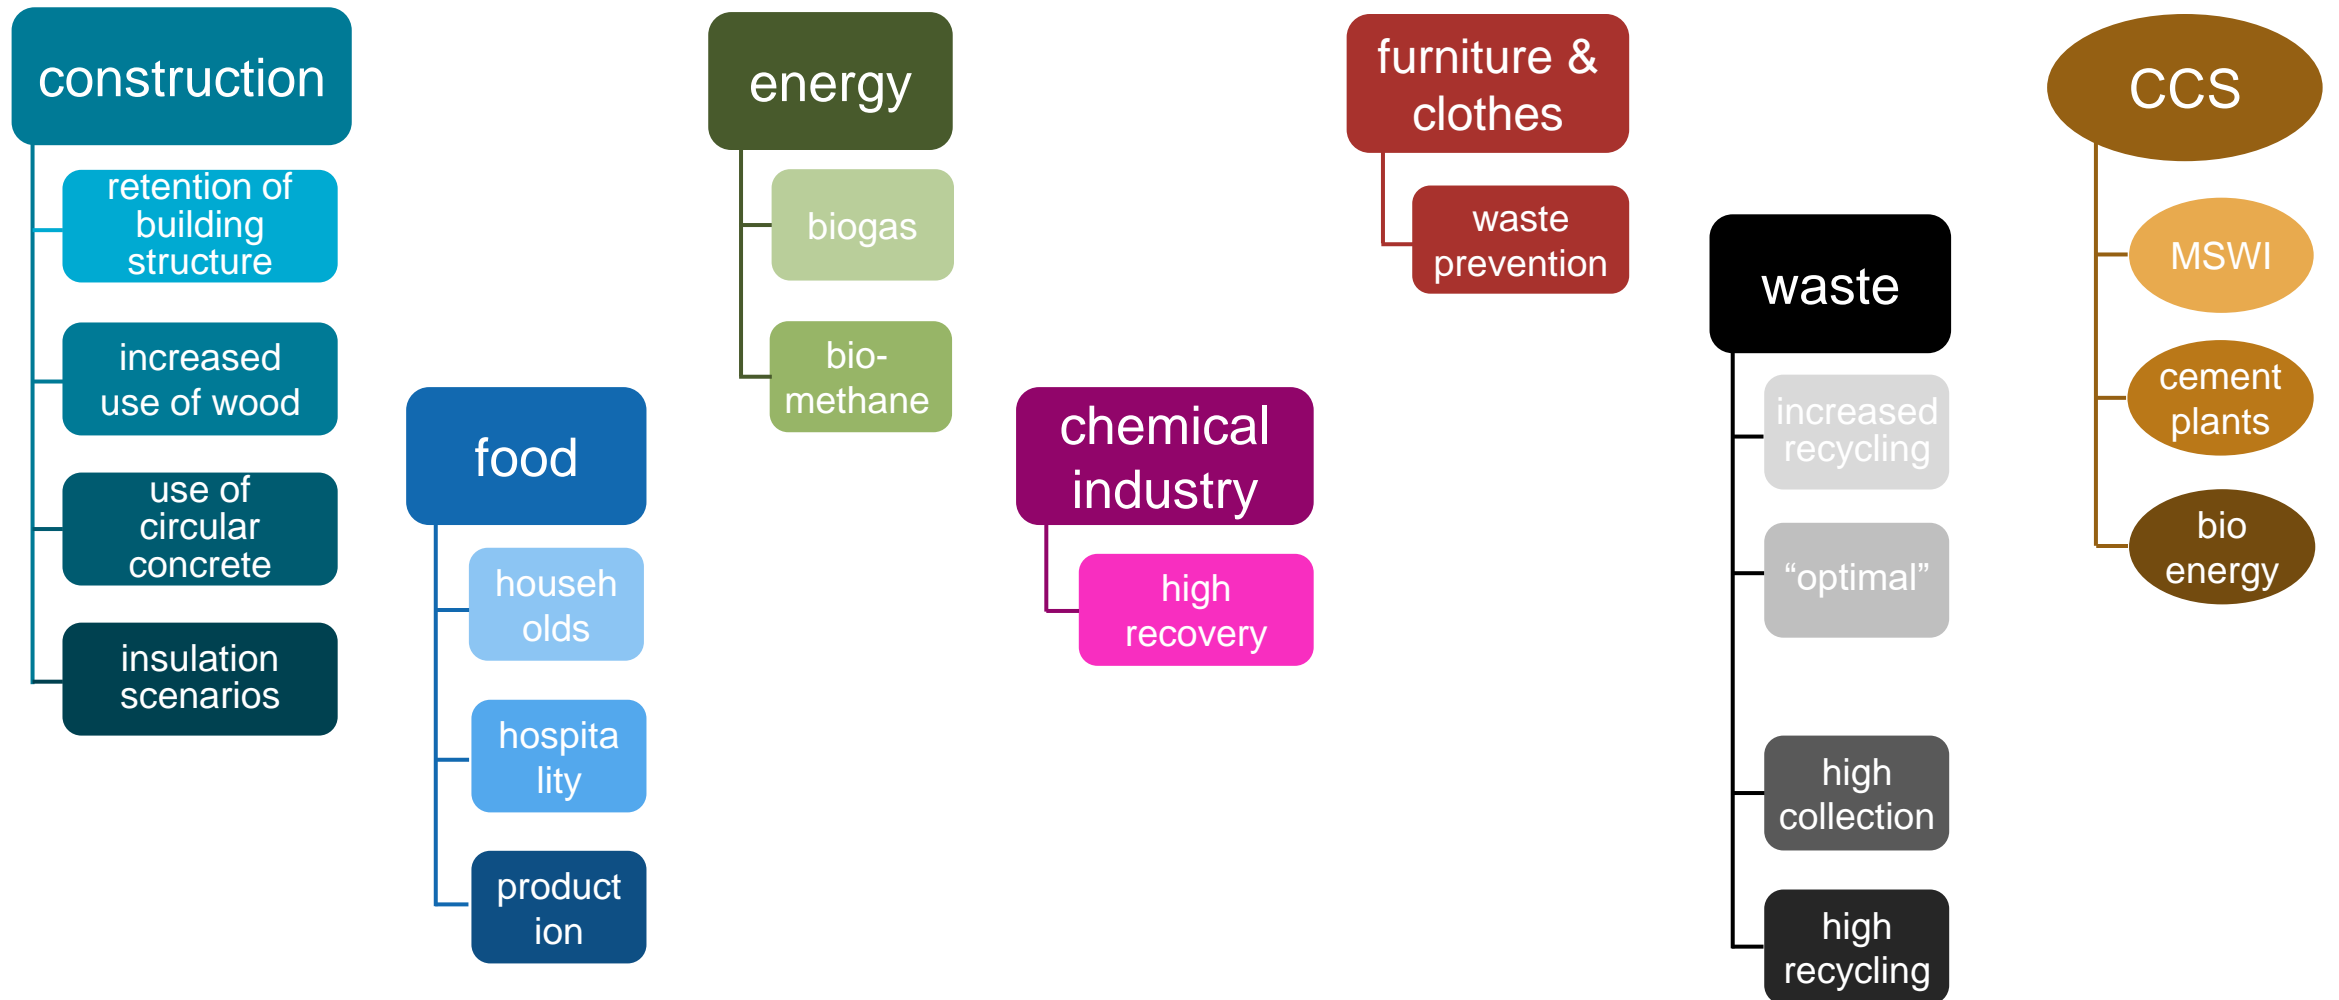 construction
retention of
building
structure
increased
use of wood
use of
circular
concrete
insulation
scenarios
food
househ
olds
hospita
lity
product
ion
energy
biogas
bio-
methane
chemical
industry
high
recovery
furniture &
clothes
waste
prevention
waste
increased
recycling
“optimal”
high
collection
high
recycling
CCS
MSWI
cement
plants
bio
energy